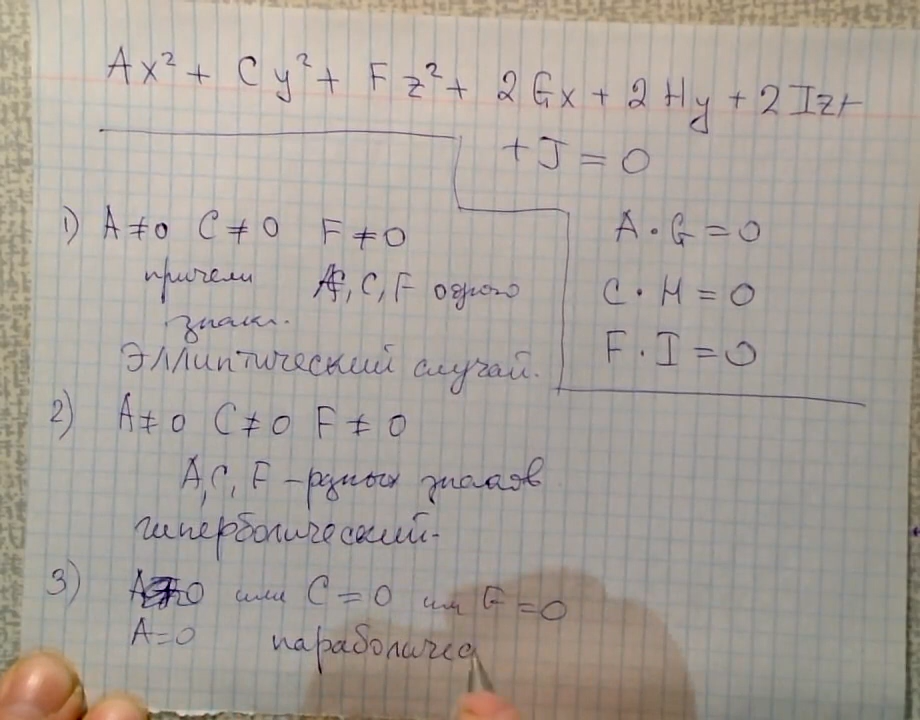 Ax² + Cy² + Fz² + 2Gx + 2Hy + 2Iz +
+ J = 0
A · G = 0
C · H = 0
F · I = 0
1) A ≠ 0 C ≠ 0 F ≠ 0
причем A, C, F одного
знака.
Эллиптический случай.
2) A ≠ 0 C ≠ 0 F ≠ 0
A, C, F – разных знаков
гиперболический.
3) или C = 0 или F = 0
A = 0 параболичес